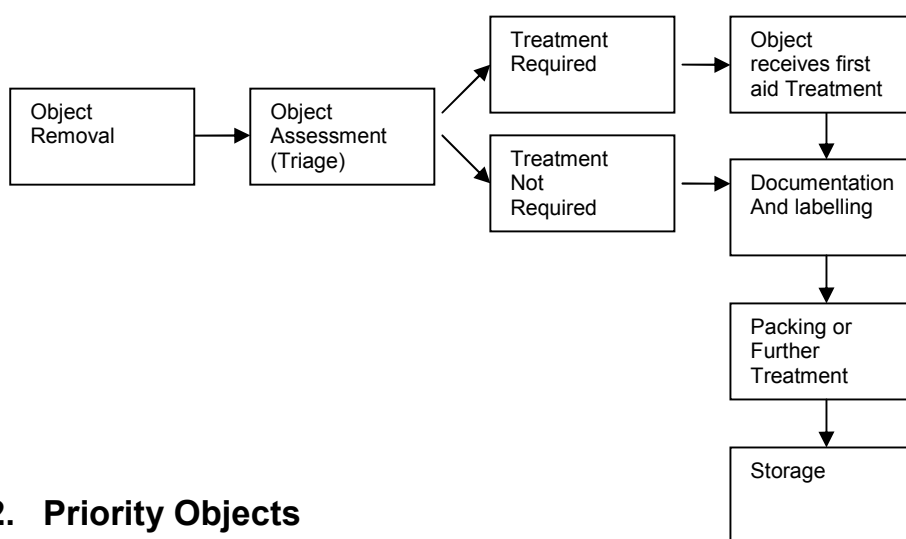 Object
Removal
Object
Assessment
(Triage)
Treatment
Required
Object
receives first
aid Treatment
Treatment
Not
Required
Documentation
And labelling
Packing or
Further
Treatment
Storage
2. Priority Objects